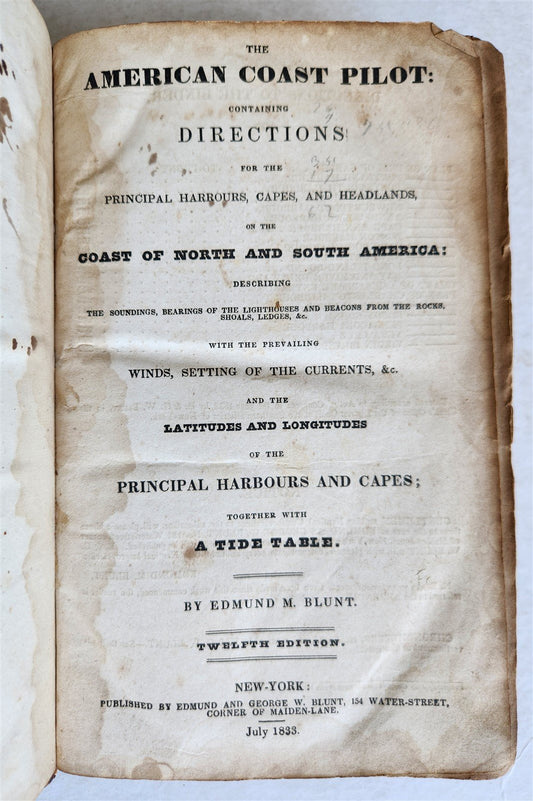 THE
AMERICAN COAST PILOT:
CONTAINING
DIRECTIONS
FOR THE
PRINCIPAL HARBOURS, CAPES, AND HEADLANDS,
ON THE
COAST OF NORTH AND SOUTH AMERICA:
DESCRIBING
THE SOUNDINGS, BEARINGS OF THE LIGHTHOUSES AND BEACONS FROM THE ROCKS,
SHOALS, LEDGES, &c.
WITH THE PREVAILING
WINDS, SETTING OF THE CURRENTS, &c.
AND THE
LATITUDES AND LONGITUDES
OF THE
PRINCIPAL HARBOURS AND CAPES;
TOGETHER WITH
A TIDE TABLE.
BY EDMUND M. BLUNT.
TWELFTH EDITION.
NEW-YORK:
PUBLISHED BY EDMUND AND GEORGE W. BLUNT, 154 WATER-STREET,
CORNER OF MAIDEN-LANE.
July 1833.